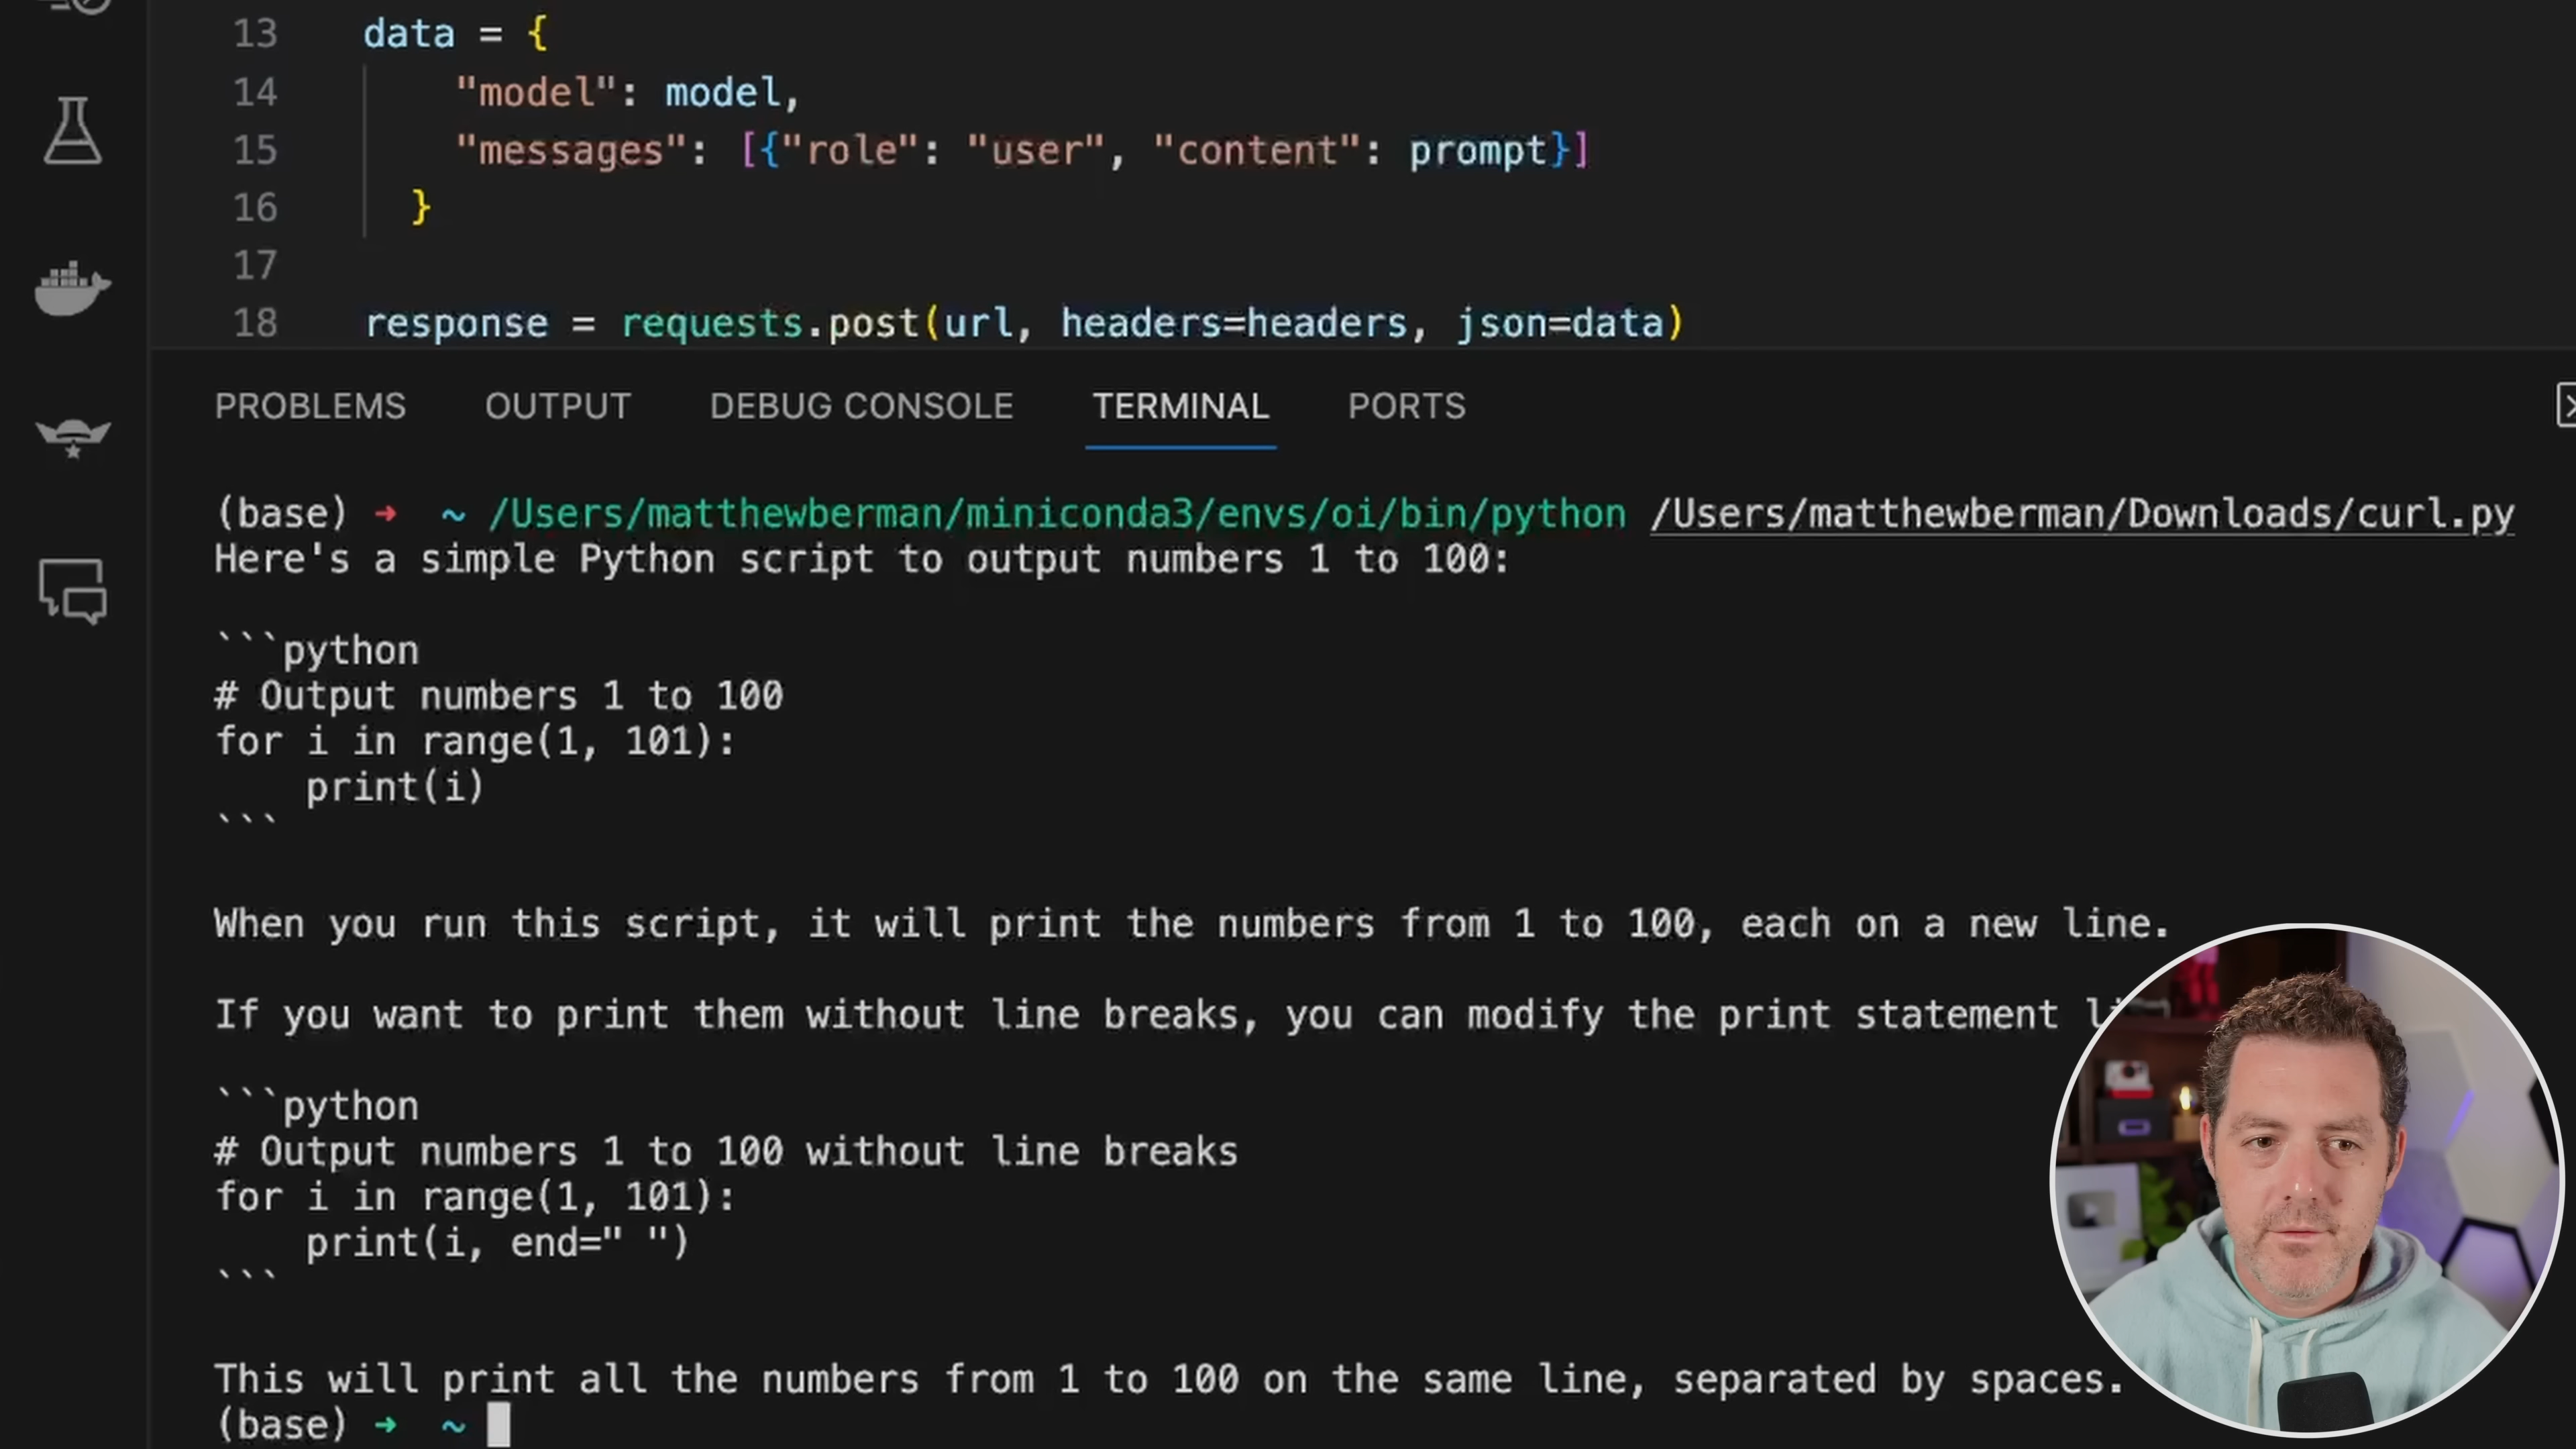 13 data = {
14 "model": model,
15 "messages": [{"role": "user", "content": prompt}]
16 }
17
18 response = requests.post(url, headers=headers, json=data)
PROBLEMS OUTPUT DEBUG CONSOLE TERMINAL PORTS
(base) ➜ ~ /Users/matthewberman/miniconda3/envs/oi/bin/python /Users/matthewberman/Downloads/curl.py
Here's a simple Python script to output numbers 1 to 100:
```python
# Output numbers 1 to 100
for i in range(1, 101):
    print(i)
```
When you run this script, it will print the numbers from 1 to 100, each on a new line.
If you want to print them without line breaks, you can modify the print statement
```python
# Output numbers 1 to 100 without line breaks
for i in range(1, 101):
    print(i, end=" ")
```
This will print all the numbers from 1 to 100 on the same line, separated by spaces.
(base) ➜ ~